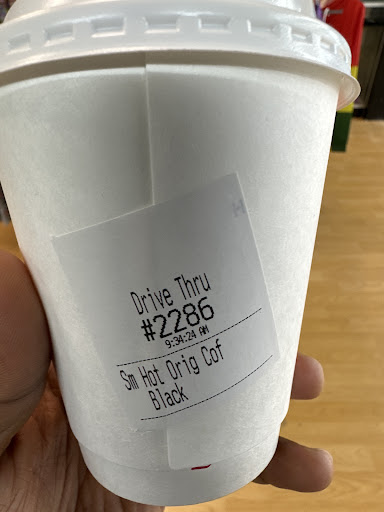 Drive Thru
#2286
9:34:24 AM
Sm Hot Orig Cof
Black